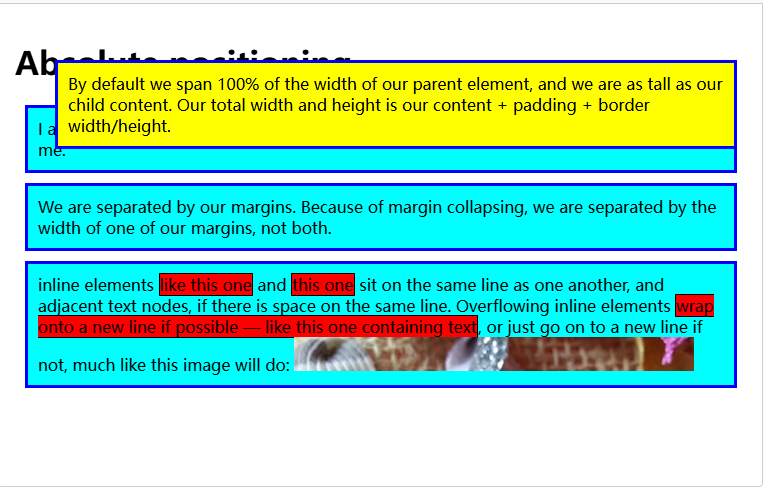 Absolute positioning
By default we span 100% of the width of our parent element, and we are as tall as our
child content. Our total width and height is our content + padding + border
width/height.
I a
me.
We are separated by our margins. Because of margin collapsing, we are separated by the
width of one of our margins, not both.
inline elements like this one and this one sit on the same line as one another, and
adjacent text nodes, if there is space on the same line. Overflowing inline elements wrap
onto a new line if possible — like this one containing text, or just go on to a new line if
not, much like this image will do: